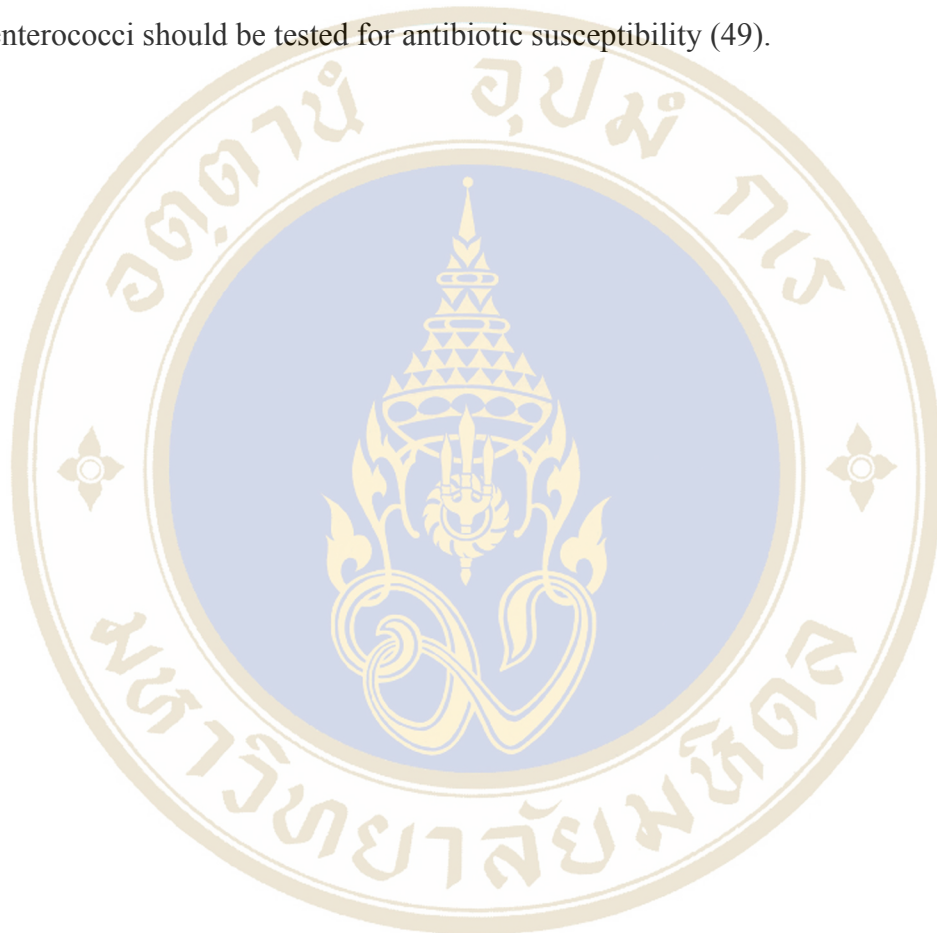 enterococci should be tested for antibiotic susceptibility (49).
อตฺตานํ อุปมํ กเร
มหาวิทยาลัยมหิดล